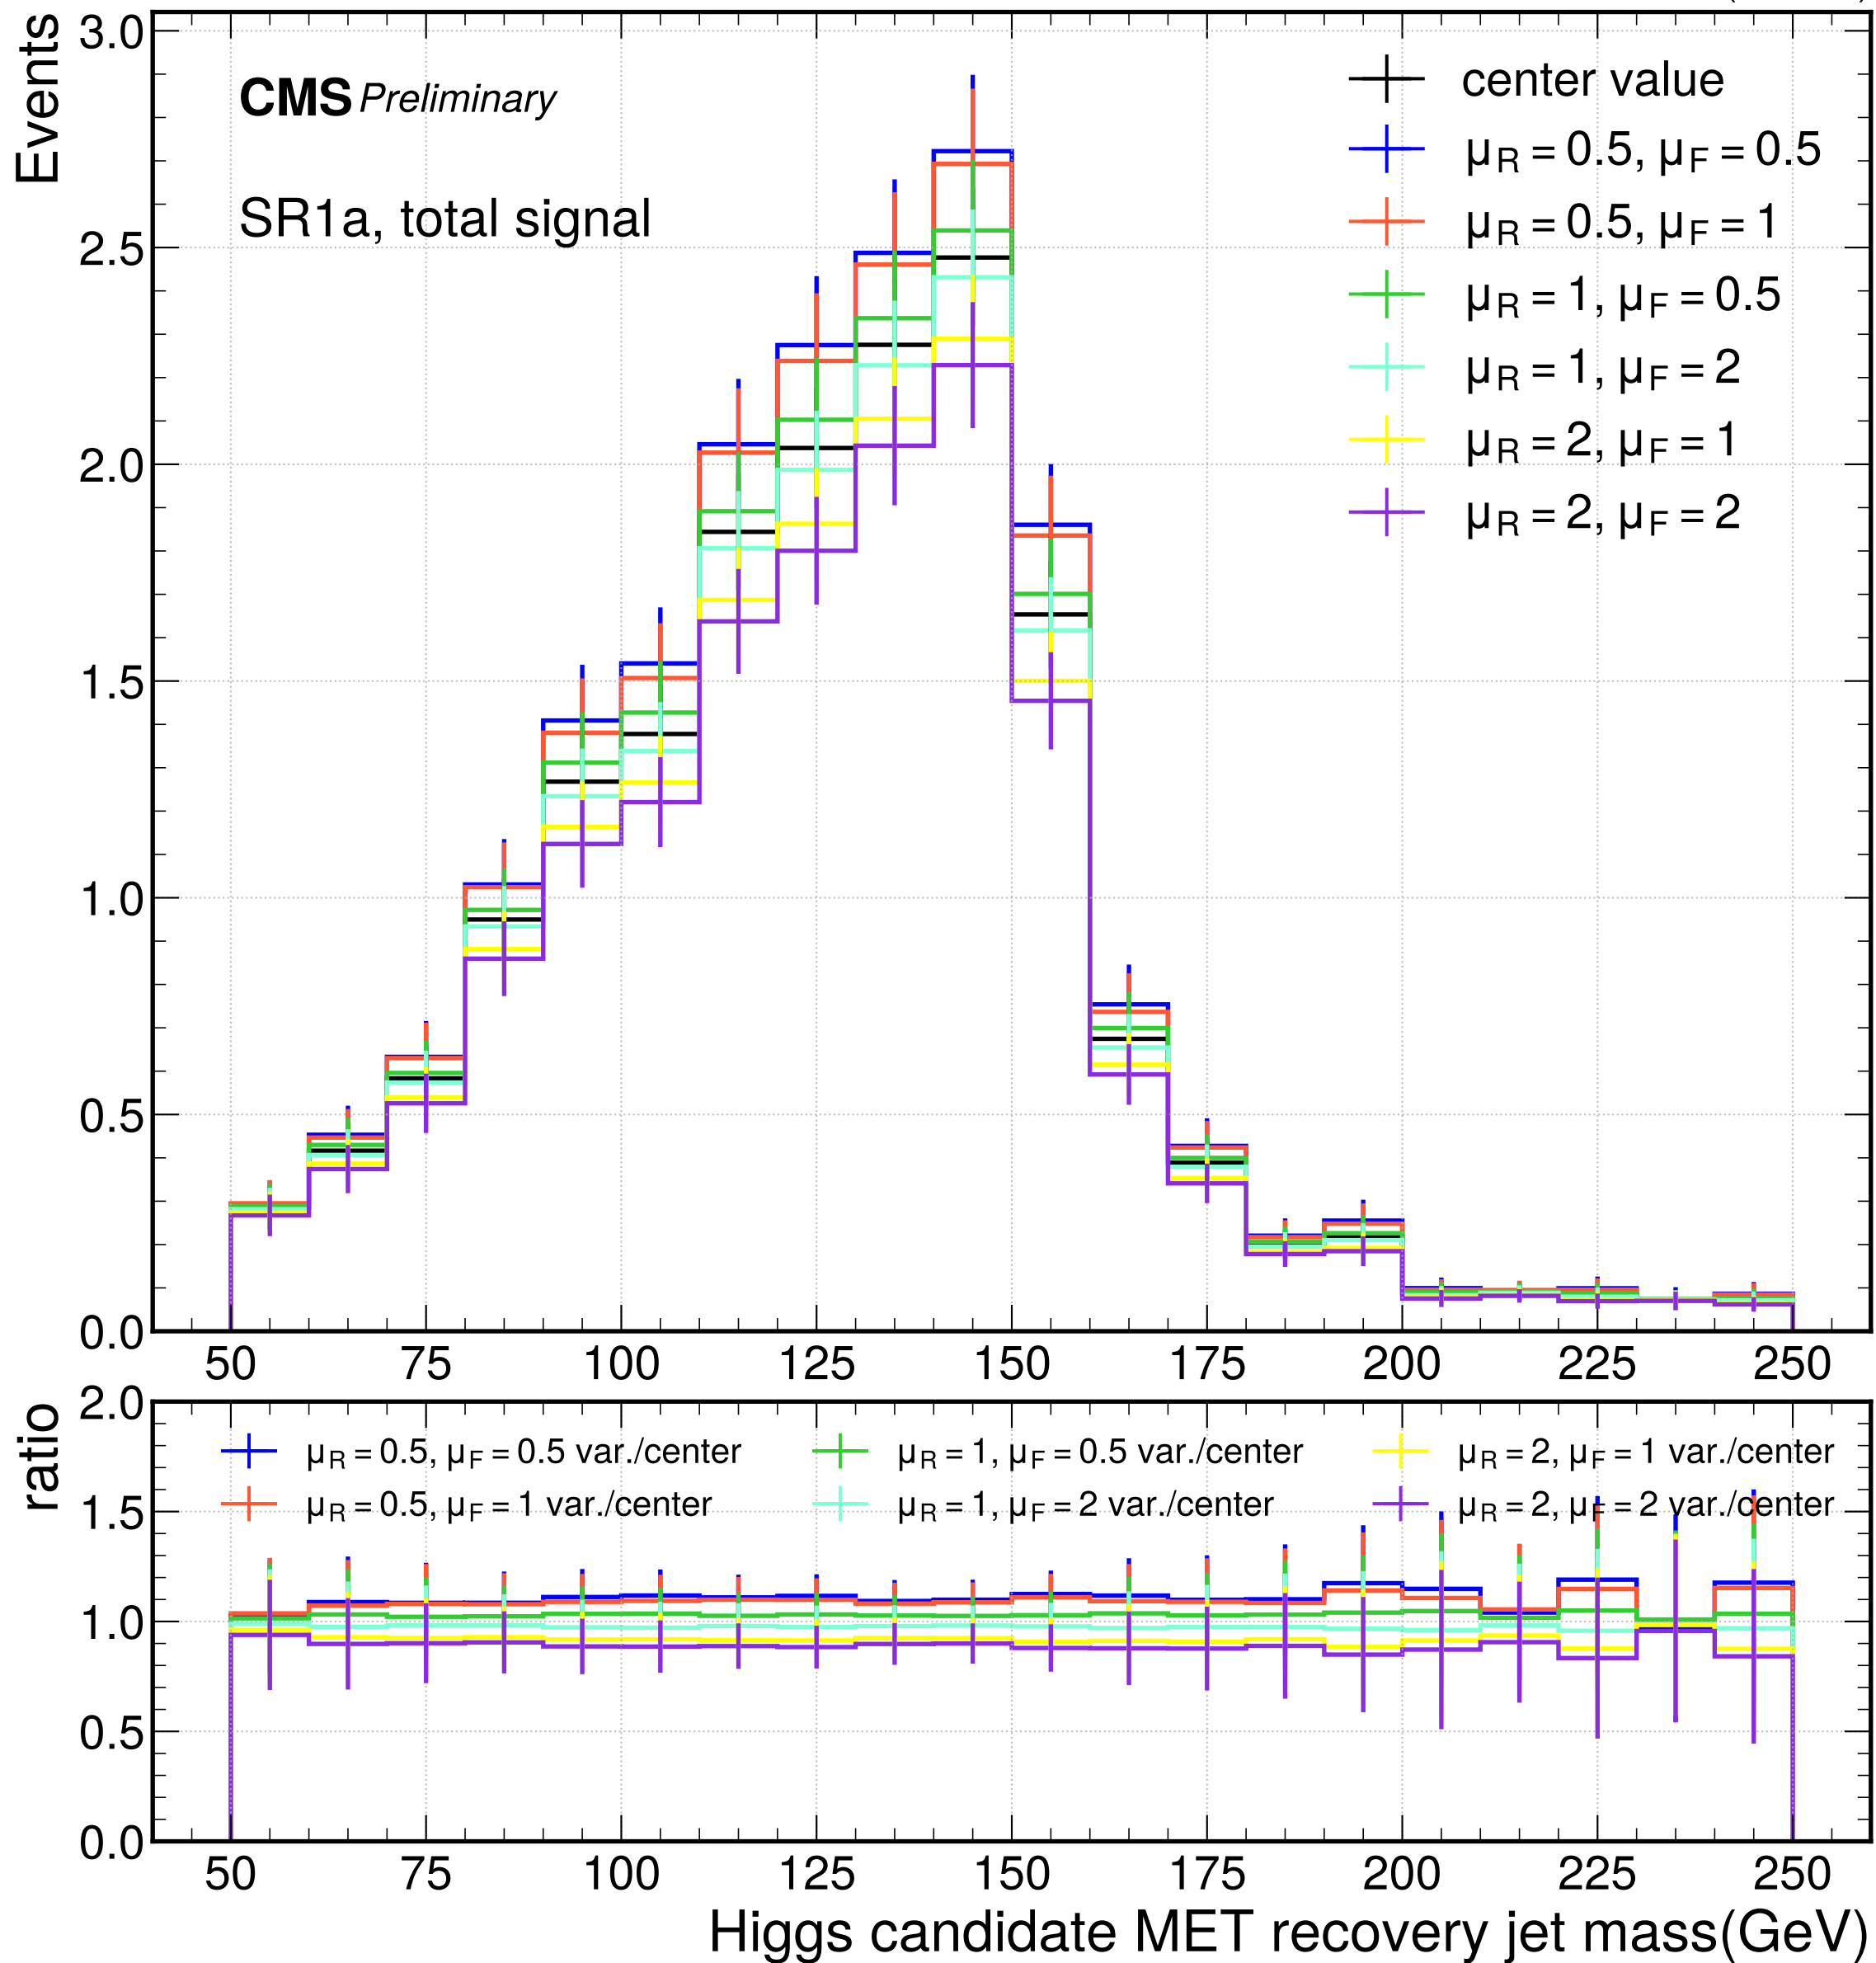 Events
3.0
2.5
2.0
1.5
1.0
0.5
0.0
CMS Preliminary
SR1a, total signal
center value
μR = 0.5, μF = 0.5
μR = 0.5, μF = 1
μR = 1, μF = 0.5
μR = 1, μF = 2
μR = 2, μF = 1
μR = 2, μF = 2
50 75 100 125 150 175 200 225 250
ratio
2.0
1.5
1.0
0.5
0.0
μR = 0.5, μF = 0.5 var./center
μR = 0.5, μF = 1 var./center
μR = 1, μF = 0.5 var./center
μR = 1, μF = 2 var./center
μR = 2, μF = 1 var./center
μR = 2, μF = 2 var./center
50 75 100 125 150 175 200 225 250
Higgs candidate MET recovery jet mass(GeV)